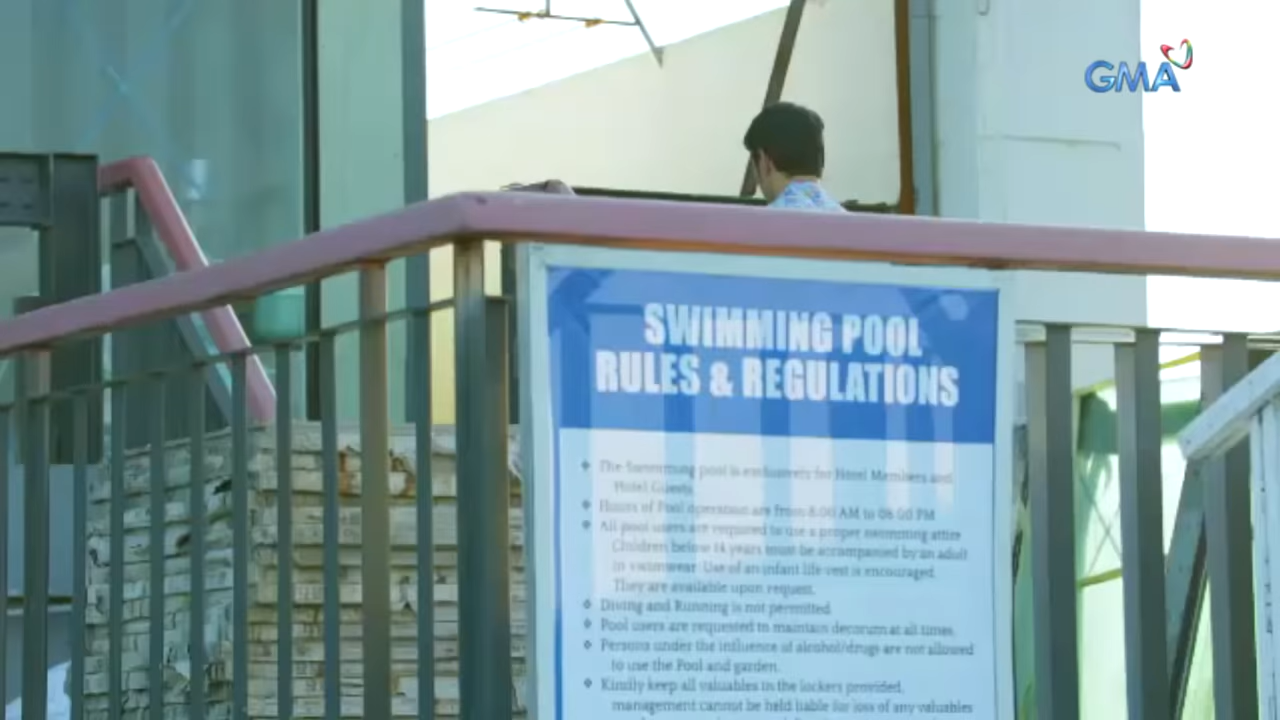 GMA
SWIMMING POOL
RULES & REGULATIONS
The Swimming pool is exclusively for Hotel Members and
Hotel Guests.
Hours of Pool operation are from 8:00 AM to 06:00 PM
All pool users are required to use a proper swimming attire
Children below 14 years must be accompanied by an adult
in swimwear. Use of an infant life-vest is encouraged.
They are available upon request.
Diving and Running is not permitted.
Pool users are requested to maintain decorum at all times.
Persons under the influence of alcohol/drugs are not allowed
to use the Pool and garden.
Kindly keep all valuables in the lockers provided,
management cannot be held liable for loss of any valuables